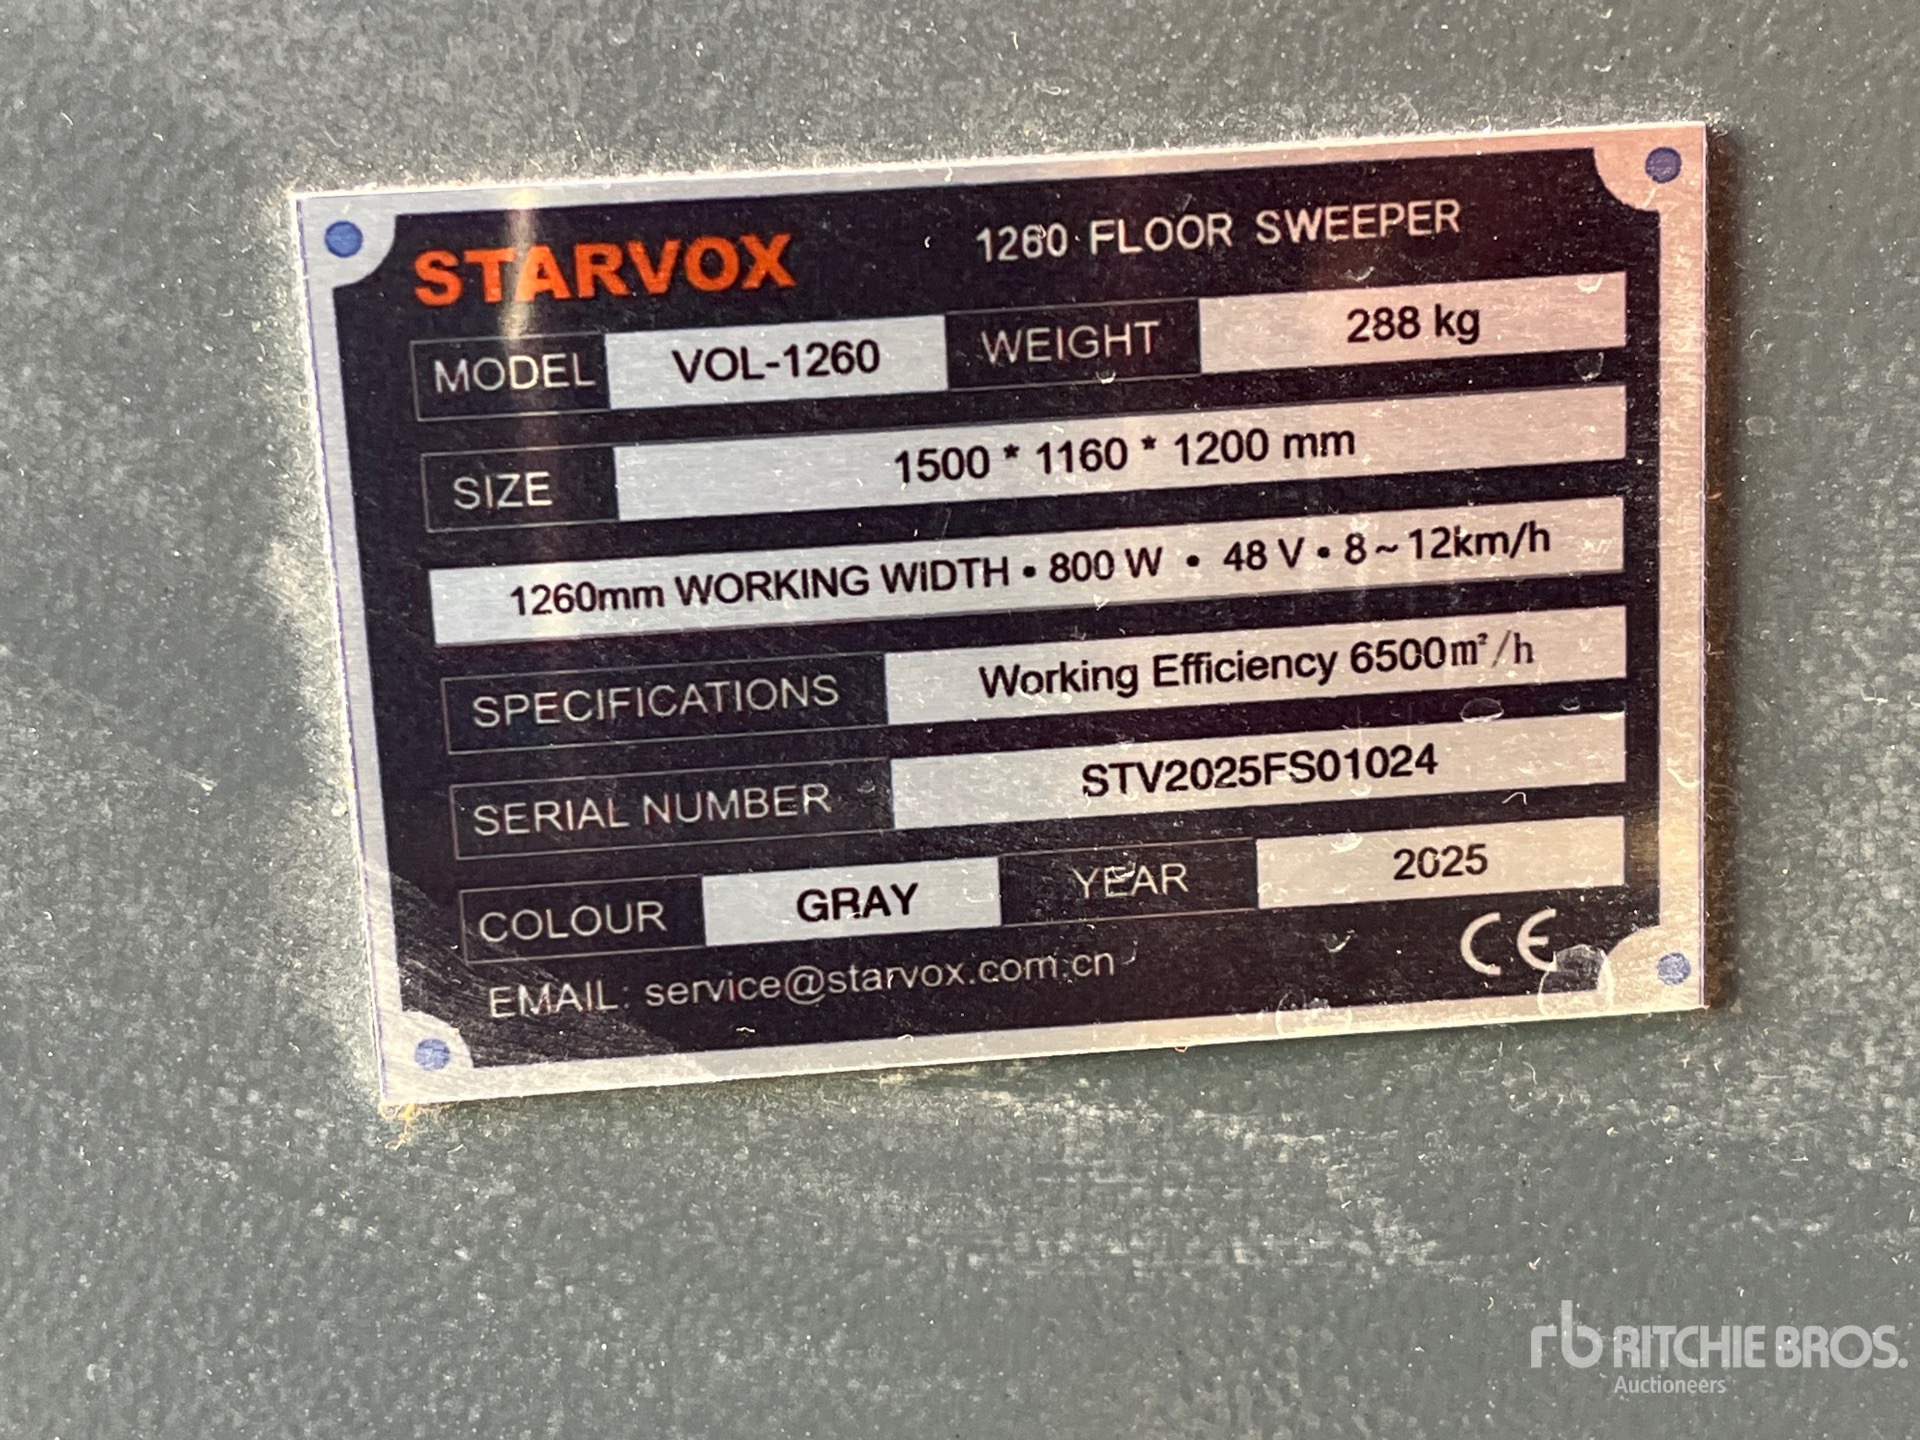 STARVOX 1260 FLOOR SWEEPER
MODEL VOL-1260 WEIGHT 288 kg
SIZE 1500 * 1160 * 1200 mm
1260mm WORKING WIDTH • 800 W • 48 V • 8 ~ 12km/h
SPECIFICATIONS Working Efficiency 6500m²/h
SERIAL NUMBER STV2025FS01024
COLOUR GRAY YEAR 2025
EMAIL: service@starvox.com.cn CE
rb RITCHIE BROS.
Auctioneers